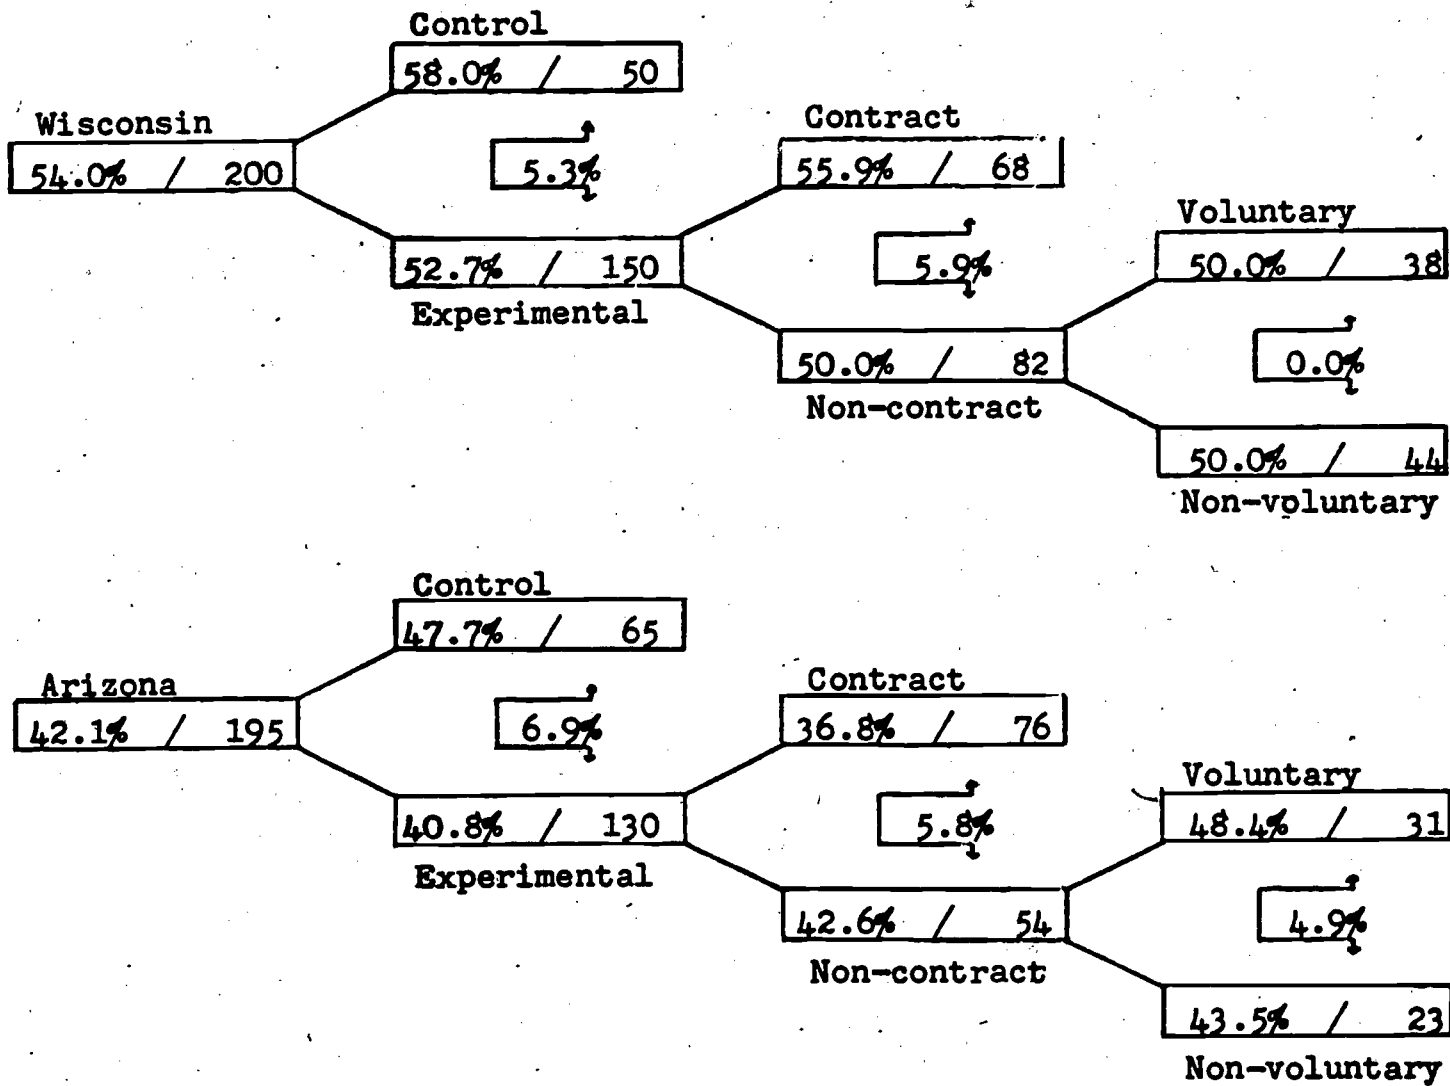 Control
58.0% / 50
Wisconsin
54.0% / 200
5.3%
Contract
55.9% / 68
52.7% / 150
Experimental
5.9%
Voluntary
50.0% / 38
50.0% / 82
Non-contract
0.0%
50.0% / 44
Non-voluntary
Control
47.7% / 65
Arizona
42.1% / 195
6.9%
Contract
36.8% / 76
40.8% / 130
Experimental
5.8%
Voluntary
48.4% / 31
42.6% / 54
Non-contract
4.9%
43.5% / 23
Non-voluntary